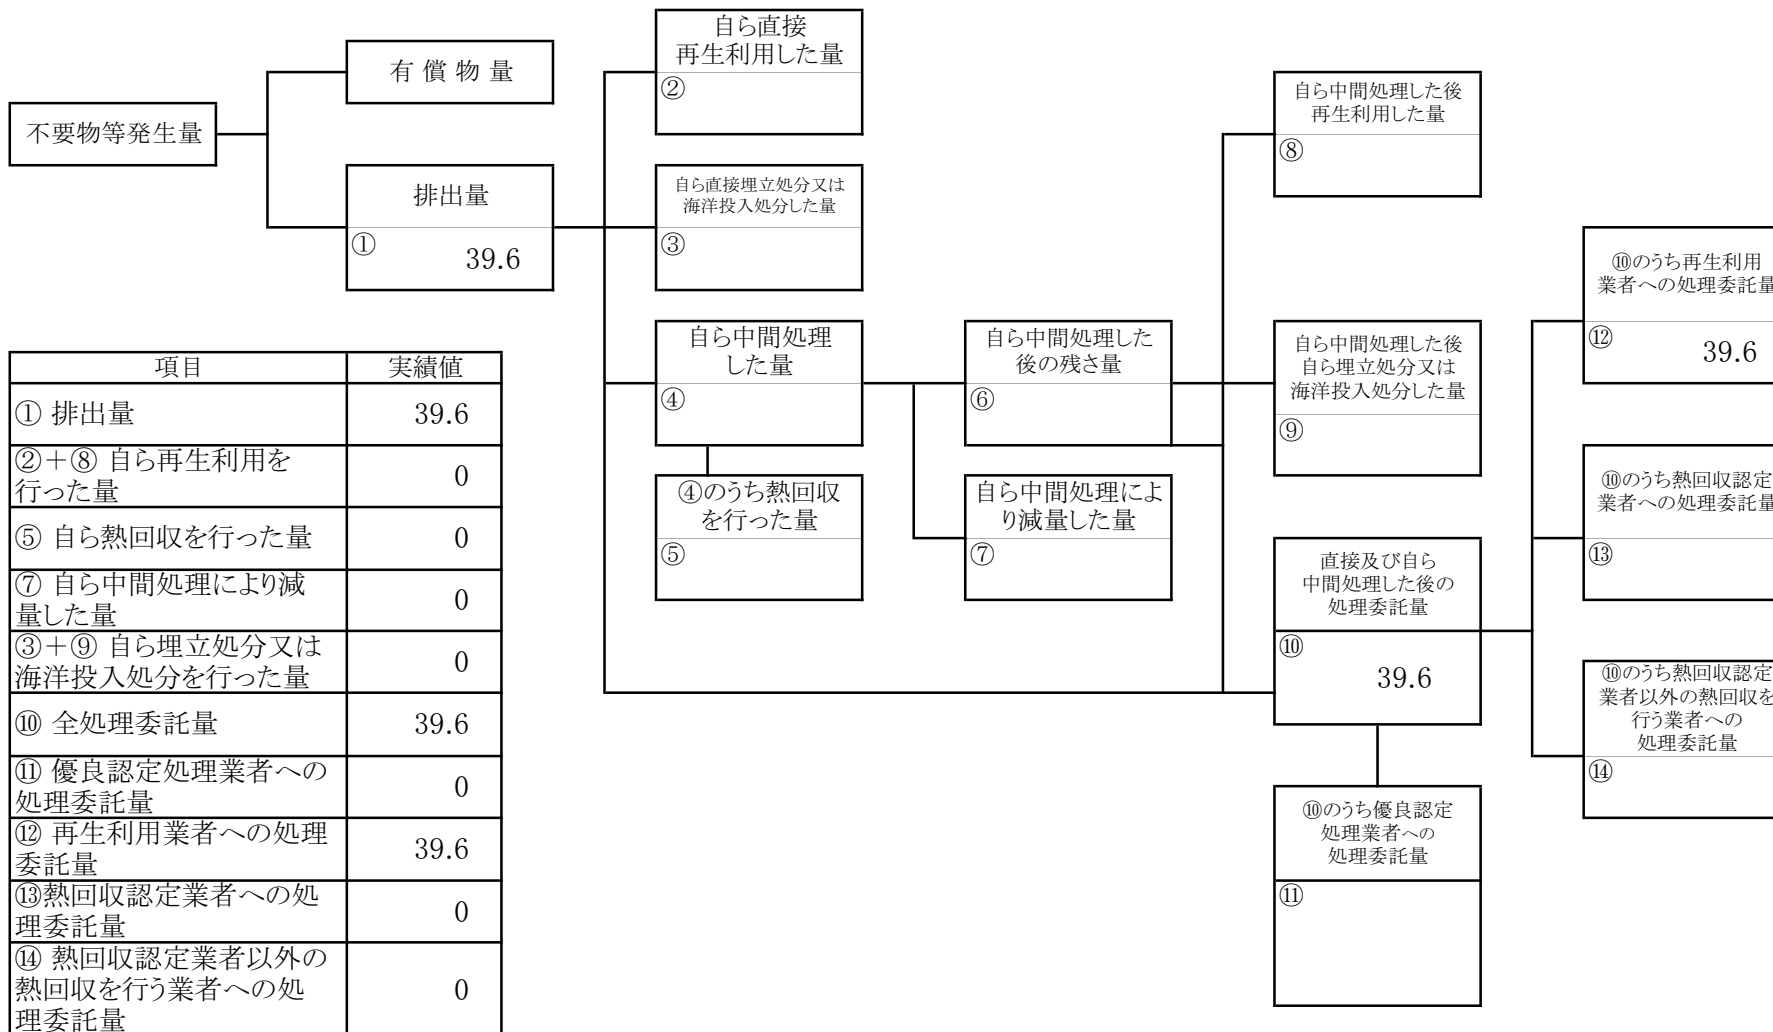 不要物等発生量
有償物量
排出量
①
39.6
自ら直接
再生利用した量
②
自ら直接埋立処分又は
海洋投入処分した量
③
自ら中間処理
した量
④
④のうち熱回収
を行った量
⑤
自ら中間処理した
後の残さ量
⑥
自ら中間処理によ
り減量した量
⑦
自ら中間処理した後
再生利用した量
⑧
自ら中間処理した後
自ら埋立処分又は
海洋投入処分した量
⑨
直接及び自ら
中間処理した後の
処理委託量
⑩
39.6
⑩のうち優良認定
処理業者への
処理委託量
⑪
⑩のうち再生利用
業者への処理委託量
⑫
39.6
⑩のうち熱回収認定
業者への処理委託量
⑬
⑩のうち熱回収認定
業者以外の熱回収を
行う業者への
処理委託量
⑭
項目 実績値
① 排出量 39.6
②＋⑧ 自ら再生利用を
行った量 0
⑤ 自ら熱回収を行った量 0
⑦ 自ら中間処理により減
量した量 0
③＋⑨ 自ら埋立処分又は
海洋投入処分を行った量 0
⑩ 全処理委託量 39.6
⑪ 優良認定処理業者への
処理委託量 0
⑫ 再生利用業者への処理
委託量 39.6
⑬熱回収認定業者への処
理委託量 0
⑭ 熱回収認定業者以外の
熱回収を行う業者への処
理委託量 0